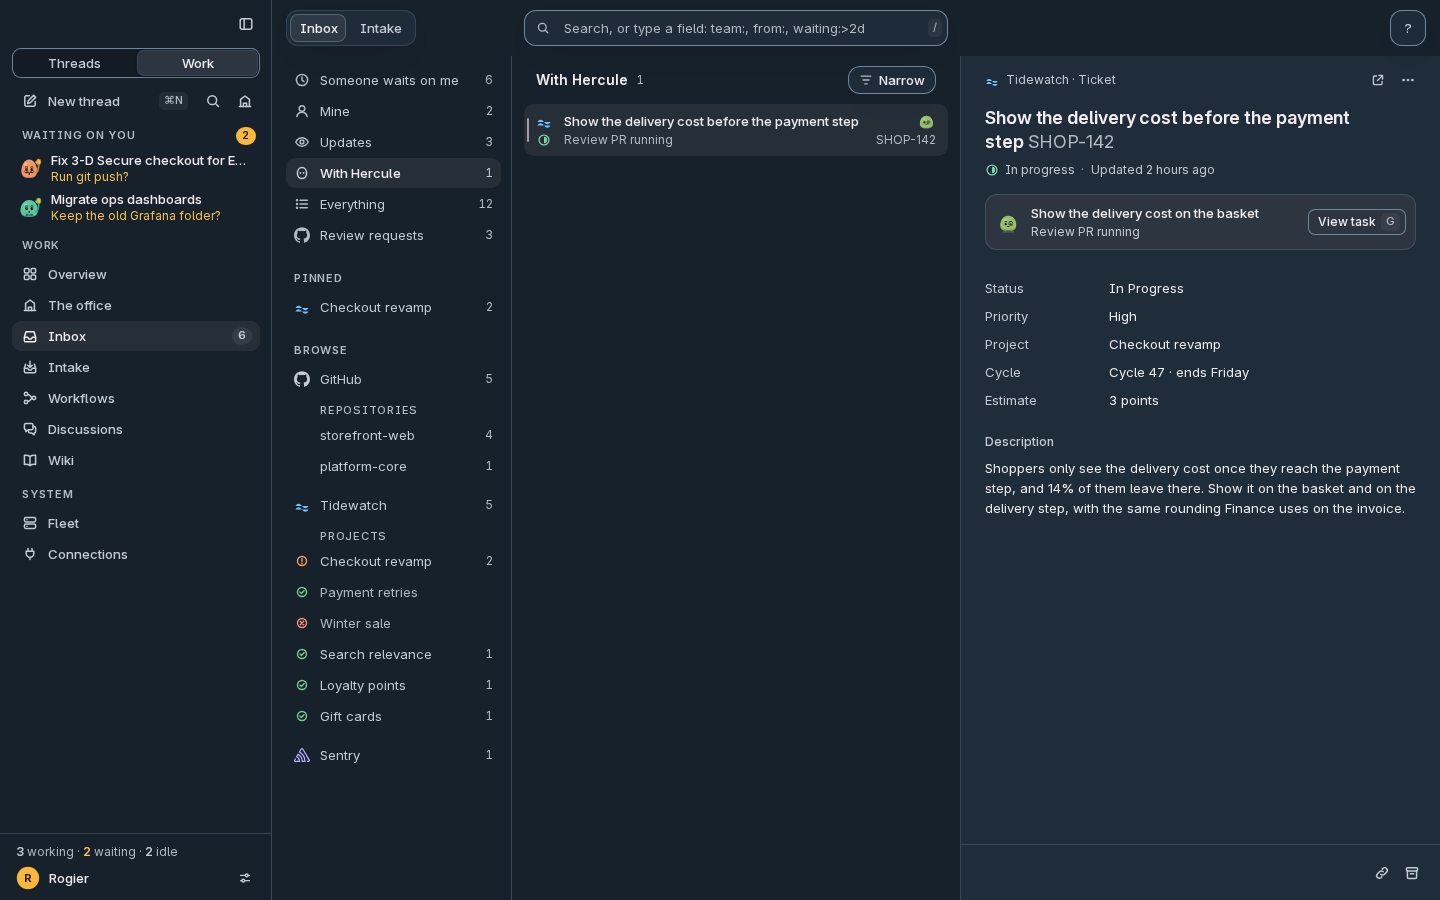 Threads
Work
New thread
⌘N
WAITING ON YOU
2
Fix 3-D Secure checkout for E…
Run git push?
Migrate ops dashboards
Keep the old Grafana folder?
WORK
Overview
The office
Inbox
6
Intake
Workflows
Discussions
Wiki
SYSTEM
Fleet
Connections
3 working · 2 waiting · 2 idle
R
Rogier
Inbox
Intake
Someone waits on me
6
Mine
2
Updates
3
With Hercule
1
Everything
12
Review requests
3
PINNED
Checkout revamp
2
BROWSE
GitHub
5
REPOSITORIES
storefront-web
4
platform-core
1
Tidewatch
5
PROJECTS
Checkout revamp
2
Payment retries
Winter sale
Search relevance
1
Loyalty points
1
Gift cards
1
Sentry
1
Search, or type a field: team:, from:, waiting:>2d
/
?
With Hercule 1
Narrow
Show the delivery cost before the payment step
Review PR running
SHOP-142
Tidewatch · Ticket
Show the delivery cost before the payment
step SHOP-142
In progress · Updated 2 hours ago
Show the delivery cost on the basket
Review PR running
View task G
Status
In Progress
Priority
High
Project
Checkout revamp
Cycle
Cycle 47 · ends Friday
Estimate
3 points
Description
Shoppers only see the delivery cost once they reach the payment
step, and 14% of them leave there. Show it on the basket and on the
delivery step, with the same rounding Finance uses on the invoice.